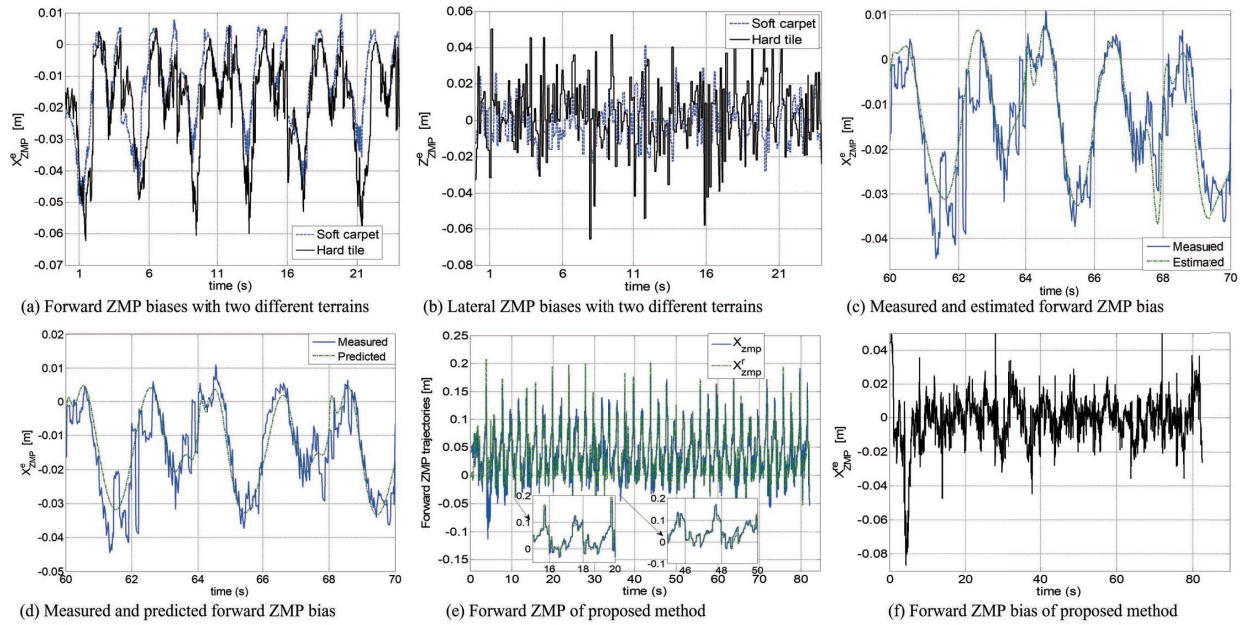 0.01
0
-0.01
-0.02
-0.03
-0.04
-0.05
-0.06
-0.07
X^e_ZMP [m]
Soft carpet
Hard tile
1 6 11 16 21
time (s)
(a) Forward ZMP biases with two different terrains
0.06
0.04
0.02
0
-0.02
-0.04
-0.06
0.08
Z^e_ZMP [m]
Soft carpet
Hard tile
1 6 11 16 21
time (s)
(b) Lateral ZMP biases with two different terrains
0.01
0
-0.01
-0.02
-0.03
-0.04
X^e_ZMP [m]
Measured
Estimated
60 62 64 66 68 70
time (s)
(c) Measured and estimated forward ZMP bias
0.02
0.01
0
-0.01
-0.02
-0.03
-0.04
-0.05
X^e_ZMP [m]
Measured
Predicted
60 62 64 66 68 70
time (s)
(d) Measured and predicted forward ZMP bias
0.25
0.2
0.15
0.1
0.05
0
-0.05
-0.1
-0.15
Forward ZMP trajectories [m]
X_zmp
X^r_zmp
0.2
0.1
0
16 18 20
0.2
0.1
0
-0.1
46 48 50
0 10 20 30 40 50 60 70 80
time (s)
(e) Forward ZMP of proposed method
0.04
0.02
0
-0.02
-0.04
-0.06
-0.08
X^re_ZMP [m]
0 20 40 60 80
time (s)
(f) Forward ZMP bias of proposed method